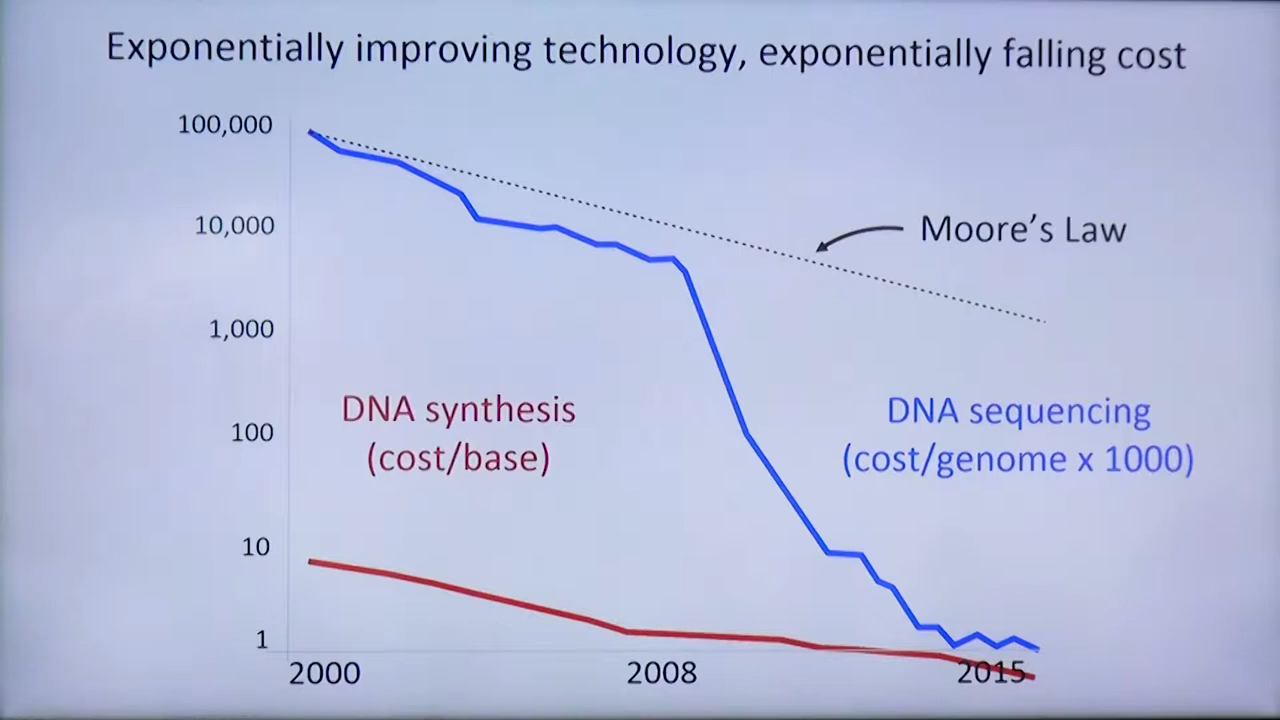 Exponentially improving technology, exponentially falling cost
100,000
10,000
Moore’s Law
1,000
DNA synthesis
(cost/base)
DNA sequencing
(cost/genome x 1000)
100
10
1
2000
2008
2015